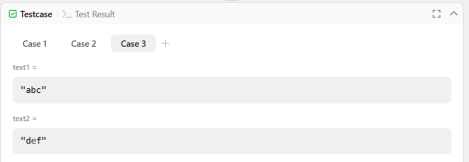 Testcase Test Result
Case 1 Case 2 Case 3 +
text1 =
"abc"
text2 =
"def"